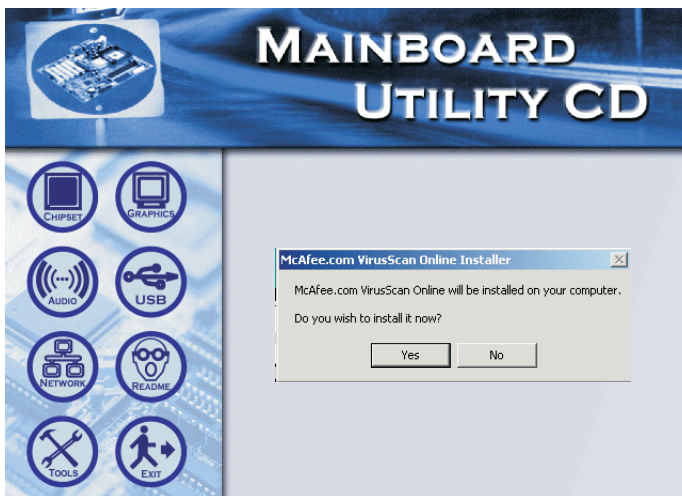 MAINBOARD
UTILITY CD
CHIPSET
GRAPHICS
AUDIO
USB
NETWORK
README
TOOLS
EXIT
McAfee.com VirusScan Online Installer
McAfee.com VirusScan Online will be installed on your computer.
Do you wish to install it now?
Yes
No